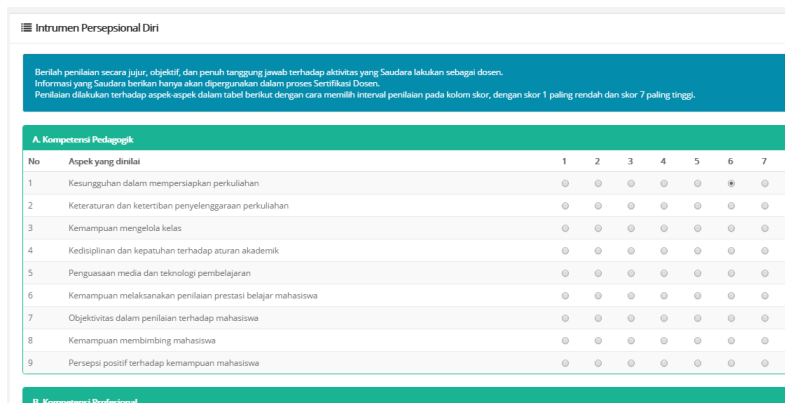 Intrumen Persepsional Diri
Berilah penilaian secara jujur, objektif, dan penuh tanggung jawab terhadap aktivitas yang Saudara lakukan sebagai dosen.
Informasi yang Saudara berikan hanya akan dipergunakan dalam proses Sertifikasi Dosen.
Penilaian dilakukan terhadap aspek-aspek dalam tabel berikut dengan cara memilih interval penilaian pada kolom skor, dengan skor 1 paling rendah dan skor 7 paling tinggi.
A. Kompetensi Pedagogik
No Aspek yang dinilai 1 2 3 4 5 6 7
1 Kesungguhan dalam mempersiapkan perkuliahan
2 Keteraturan dan ketertiban penyelenggaraan perkuliahan
3 Kemampuan mengelola kelas
4 Kedisiplinan dan kepatuhan terhadap aturan akademik
5 Penguasaan media dan teknologi pembelajaran
6 Kemampuan melaksanakan penilaian prestasi belajar mahasiswa
7 Objektivitas dalam penilaian terhadap mahasiswa
8 Kemampuan membimbing mahasiswa
9 Persepsi positif terhadap kemampuan mahasiswa
B. Kompetensi Profesional